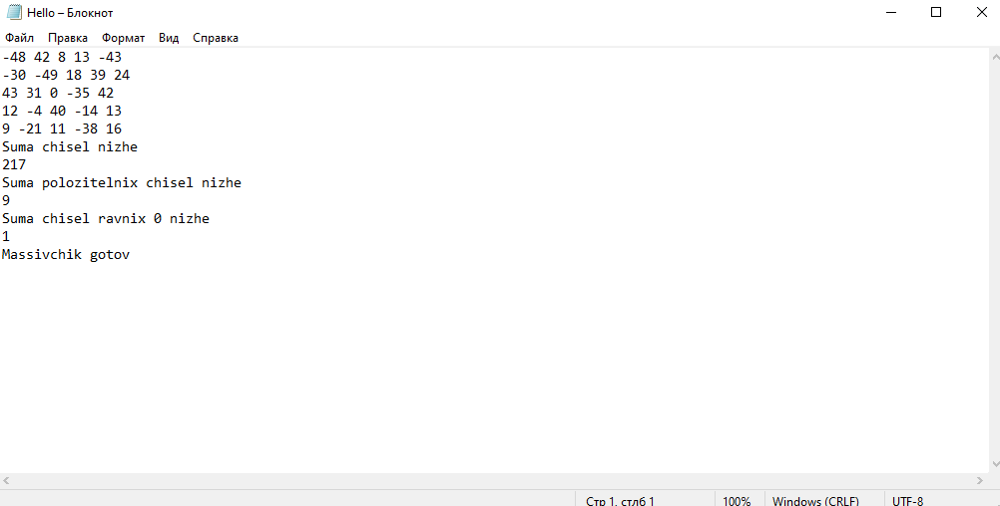 Hello – Блокнот
Файл Правка Формат Вид Справка
-48 42 8 13 -43
-30 -49 18 39 24
43 31 0 -35 42
12 -4 40 -14 13
9 -21 11 -38 16
Suma chisel nizhe
217
Suma polozitelnix chisel nizhe
9
Suma chisel ravnix 0 nizhe
1
Massivchik gotov
Стр 1, стлб 1 100% Windows (CRLF) UTF-8